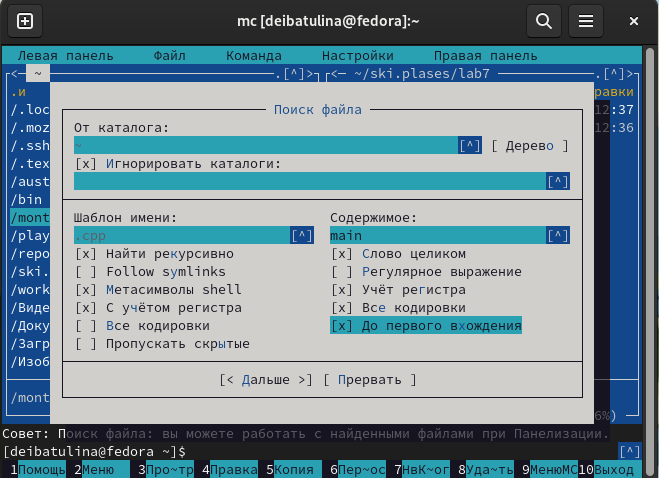 mc [deibatulina@fedora]:~
Левая панель Файл Команда Настройки Правая панель
~ .[^] ~/ski.plases/lab7 .[^]
.и равки
/.loc 12:37
/.moz 12:36
/.ssh
/.tex
/aust
/bin
/mont
/play
/repo
/ski.
/work
/Виде
/Доку
/Загр
/Изоб
/mont
6%)
Поиск файла
От каталога:
~ [^] [ Дерево ]
[x] Игнорировать каталоги:
[^]
Шаблон имени: Содержимое:
.cpp [^] main [^]
[x] Найти рекурсивно [x] Слово целиком
[ ] Follow symlinks [ ] Регулярное выражение
[x] Метасимволы shell [x] Учёт регистра
[x] С учётом регистра [x] Все кодировки
[ ] Все кодировки [x] До первого вхождения
[ ] Пропускать скрытые
[< Дальше >] [ Прервать ]
Совет: Поиск файла: вы можете работать с найденными файлами при Панелизации.
[deibatulina@fedora ~]$ [^]
1Помощь 2Меню 3Про~тр 4Правка 5Копия 6Пер~ос 7НвК~ог 8Уда~ть 9МенюMC 10Выход